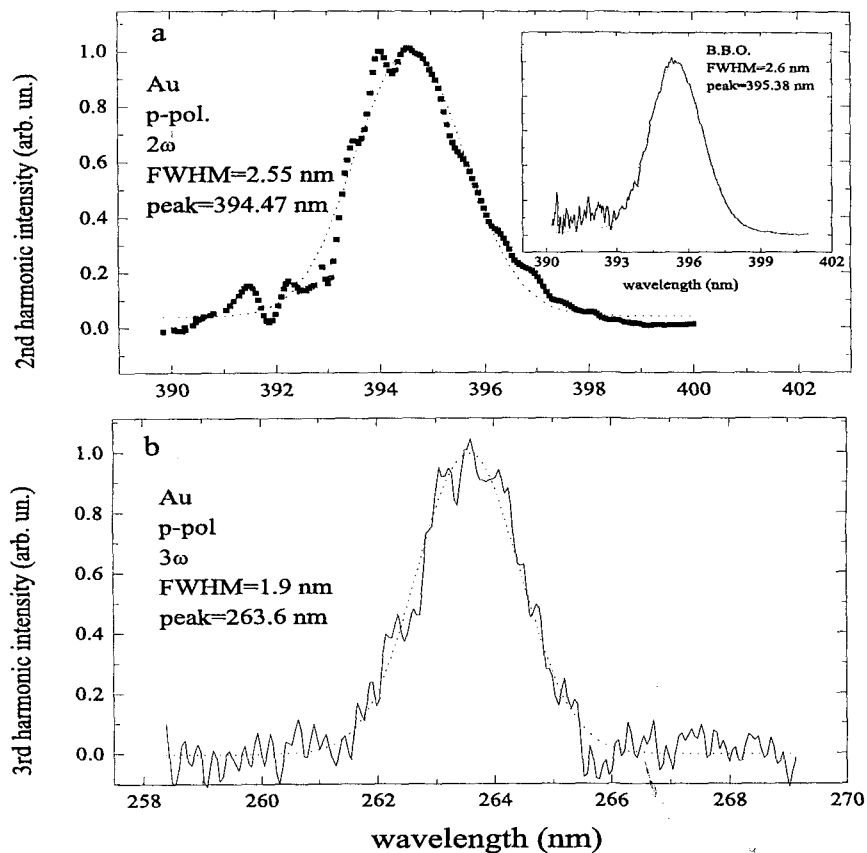 a
Au
p-pol.
2ω
FWHM=2.55 nm
peak=394.47 nm
2nd harmonic intensity (arb. un.)
1.0
0.8
0.6
0.4
0.2
0.0
390 392 394 396 398 400 402
B.B.O.
FWHM=2.6 nm
peak=395.38 nm
390 393 396 399 402
wavelength (nm)
b
Au
p-pol
3ω
FWHM=1.9 nm
peak=263.6 nm
3rd harmonic intensity (arb. un.)
1.0
0.8
0.6
0.4
0.2
0.0
258 260 262 264 266 268 270
wavelength (nm)